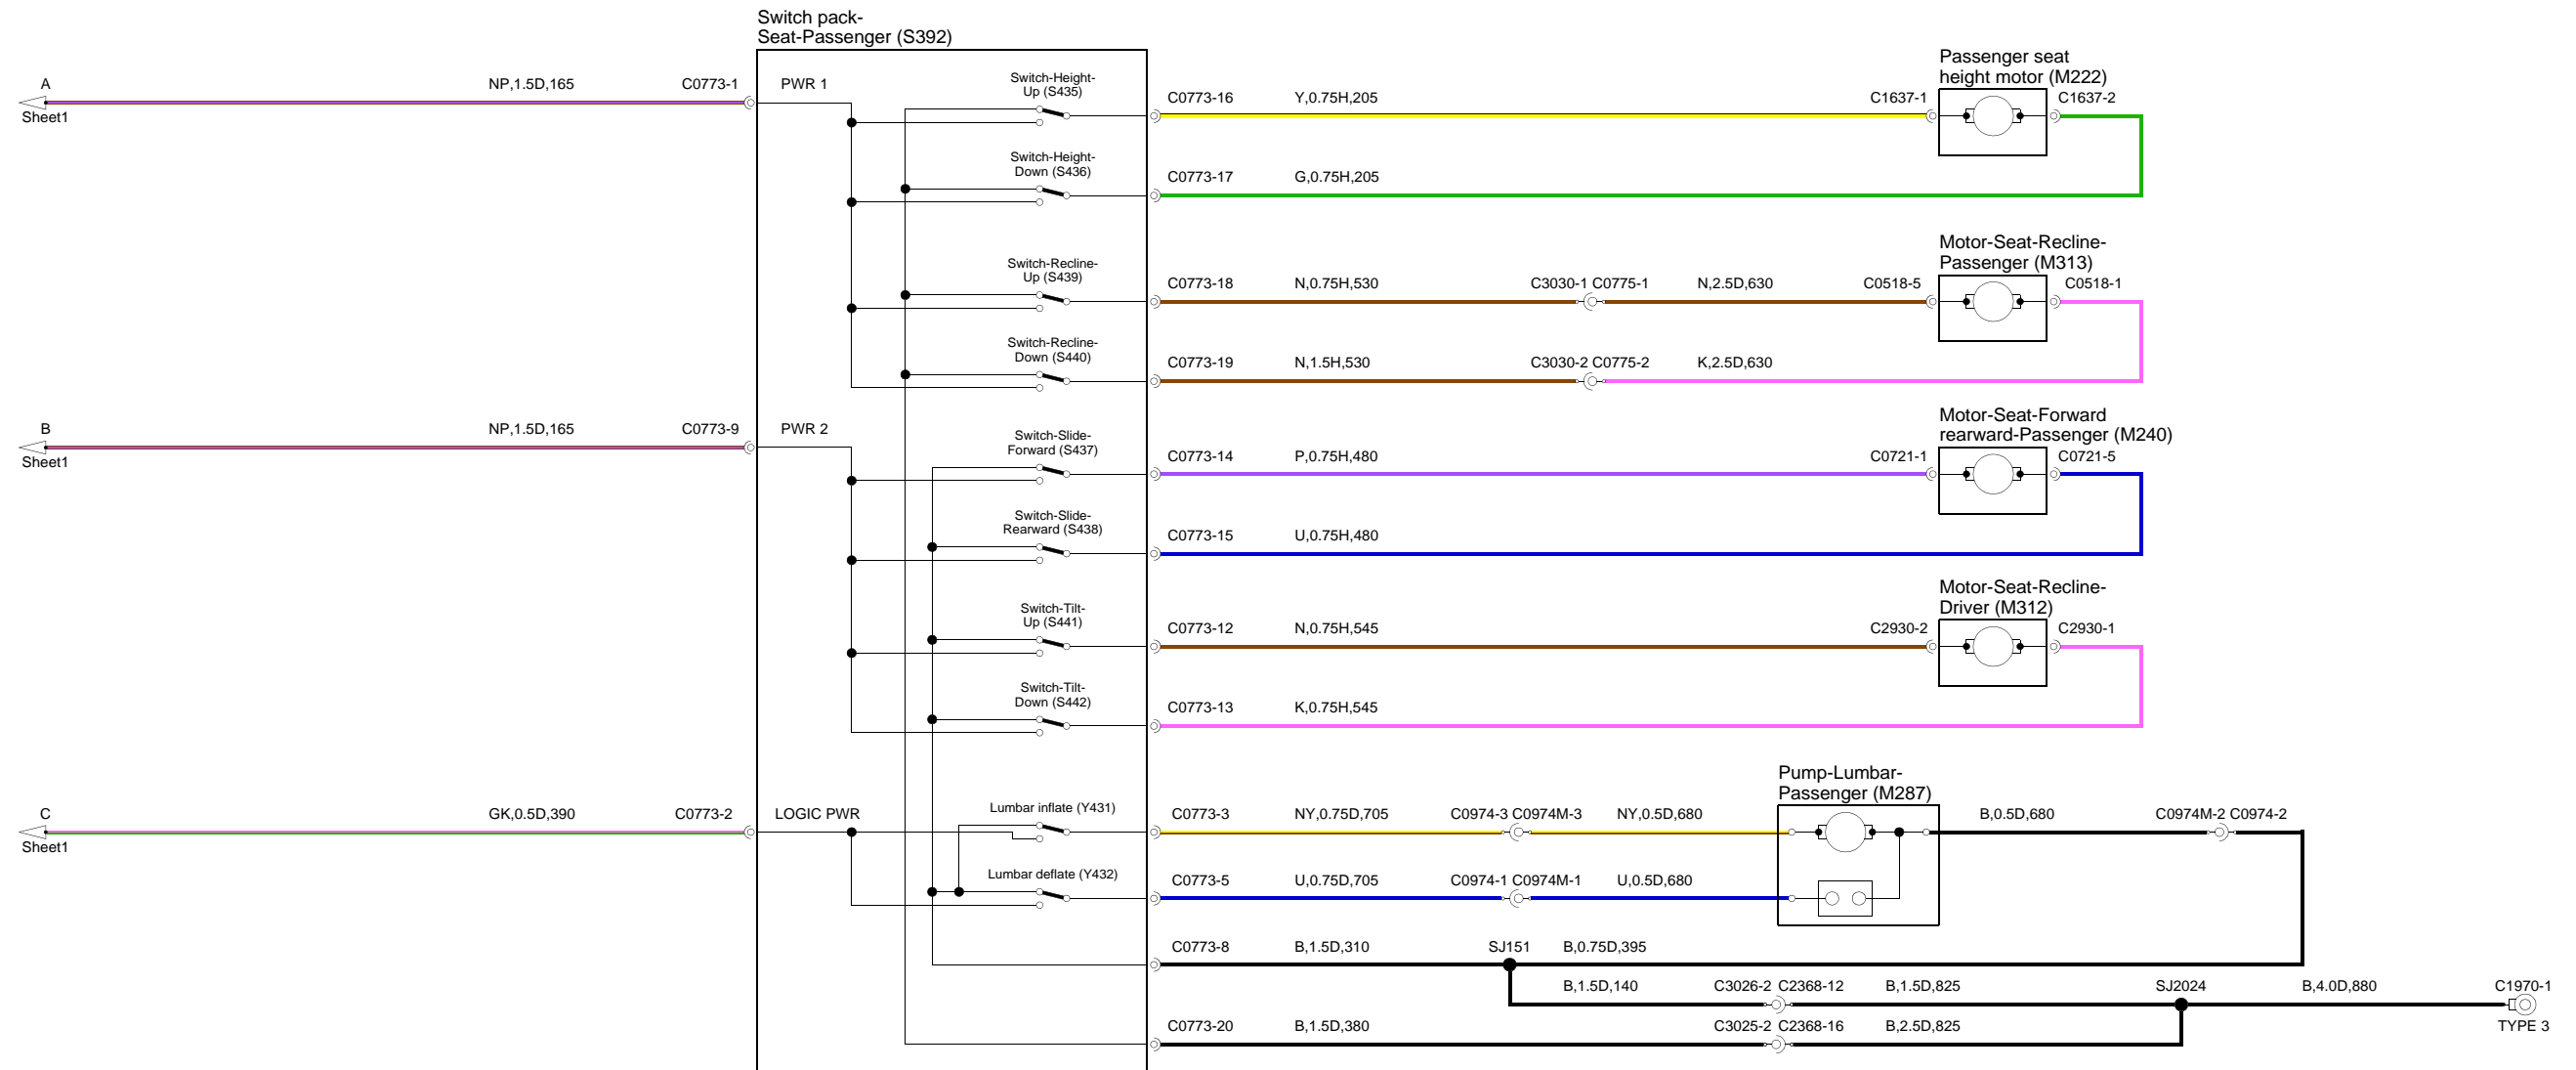 Switch pack-
Seat-Passenger (S392)
A
NP,1.5D,165
C0773-1
PWR 1
Sheet1
Switch-Height-
Up (S435)
C0773-16
Y,0.75H,205
C1637-1
Passenger seat
height motor (M222)
C1637-2
Switch-Height-
Down (S436)
C0773-17
G,0.75H,205
Switch-Recline-
Up (S439)
C0773-18
N,0.75H,530
C3030-1 C0775-1
N,2.5D,630
C0518-5
Motor-Seat-Recline-
Passenger (M313)
C0518-1
Switch-Recline-
Down (S440)
C0773-19
N,1.5H,530
C3030-2 C0775-2
K,2.5D,630
B
NP,1.5D,165
C0773-9
PWR 2
Sheet1
Switch-Slide-
Forward (S437)
C0773-14
P,0.75H,480
C0721-1
Motor-Seat-Forward
rearward-Passenger (M240)
C0721-5
Switch-Slide-
Rearward (S438)
C0773-15
U,0.75H,480
Switch-Tilt-
Up (S441)
C0773-12
N,0.75H,545
C2930-2
Motor-Seat-Recline-
Driver (M312)
C2930-1
Switch-Tilt-
Down (S442)
C0773-13
K,0.75H,545
C
GK,0.5D,390
C0773-2
LOGIC PWR
Sheet1
Lumbar inflate (Y431)
C0773-3
NY,0.75D,705
C0974-3 C0974M-3
NY,0.5D,680
Pump-Lumbar-
Passenger (M287)
B,0.5D,680
C0974M-2 C0974-2
Lumbar deflate (Y432)
C0773-5
U,0.75D,705
C0974-1 C0974M-1
U,0.5D,680
C0773-8
B,1.5D,310
SJ151
B,0.75D,395
B,1.5D,140
C3026-2 C2368-12
B,1.5D,825
SJ2024
B,4.0D,880
C1970-1
TYPE 3
C0773-20
B,1.5D,380
C3025-2 C2368-16
B,2.5D,825